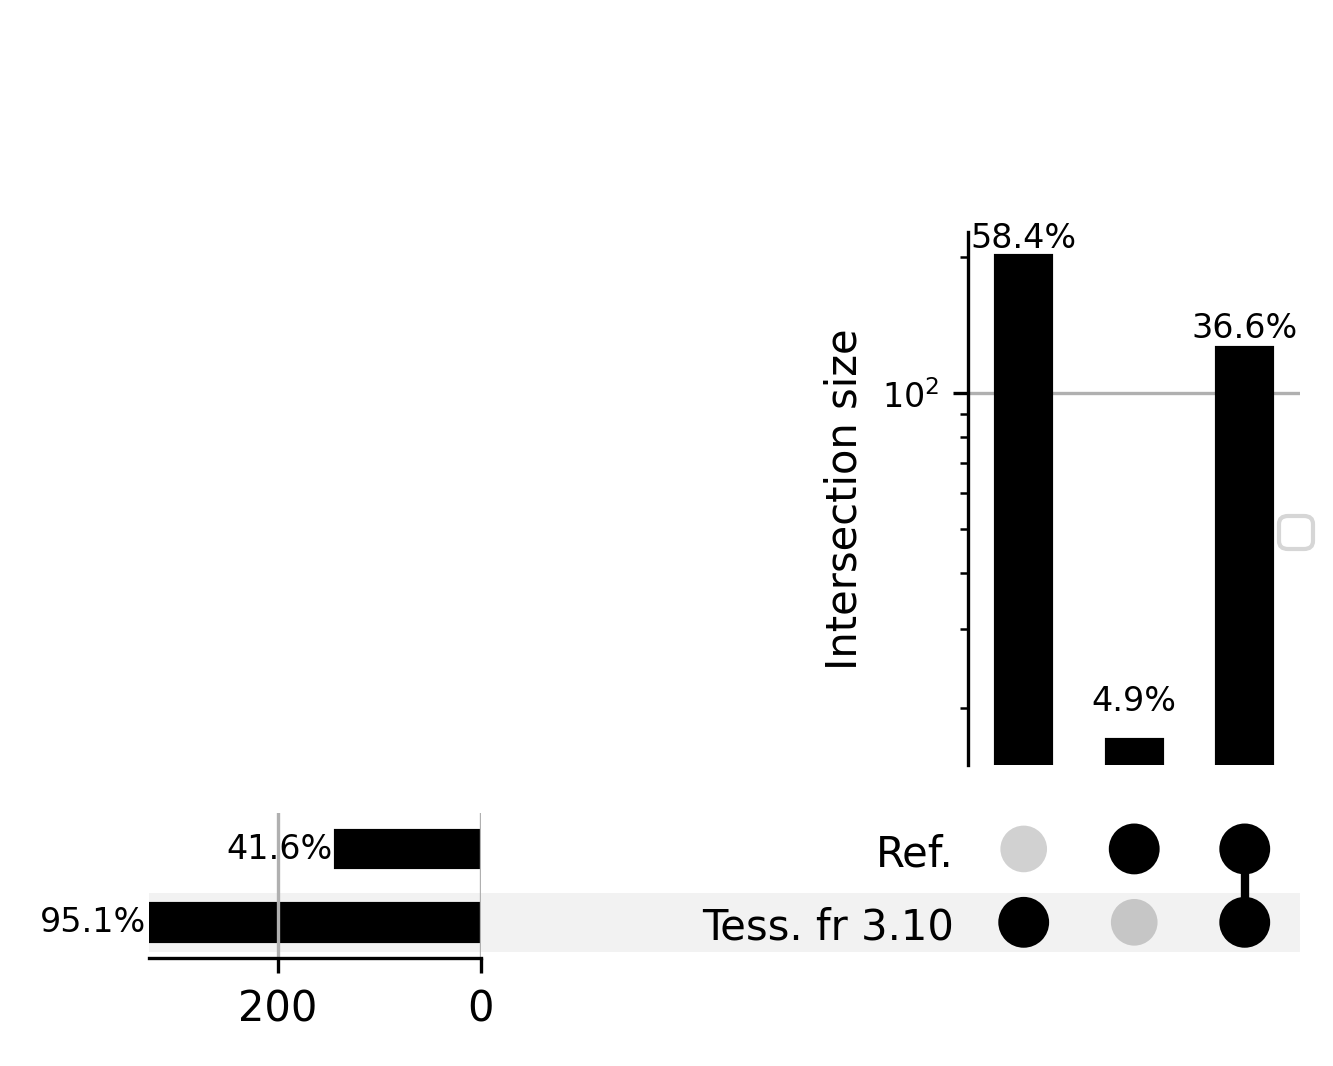 58.4%
36.6%
Intersection size
10²
4.9%
41.6%
Ref.
95.1%
Tess. fr 3.10
200
0